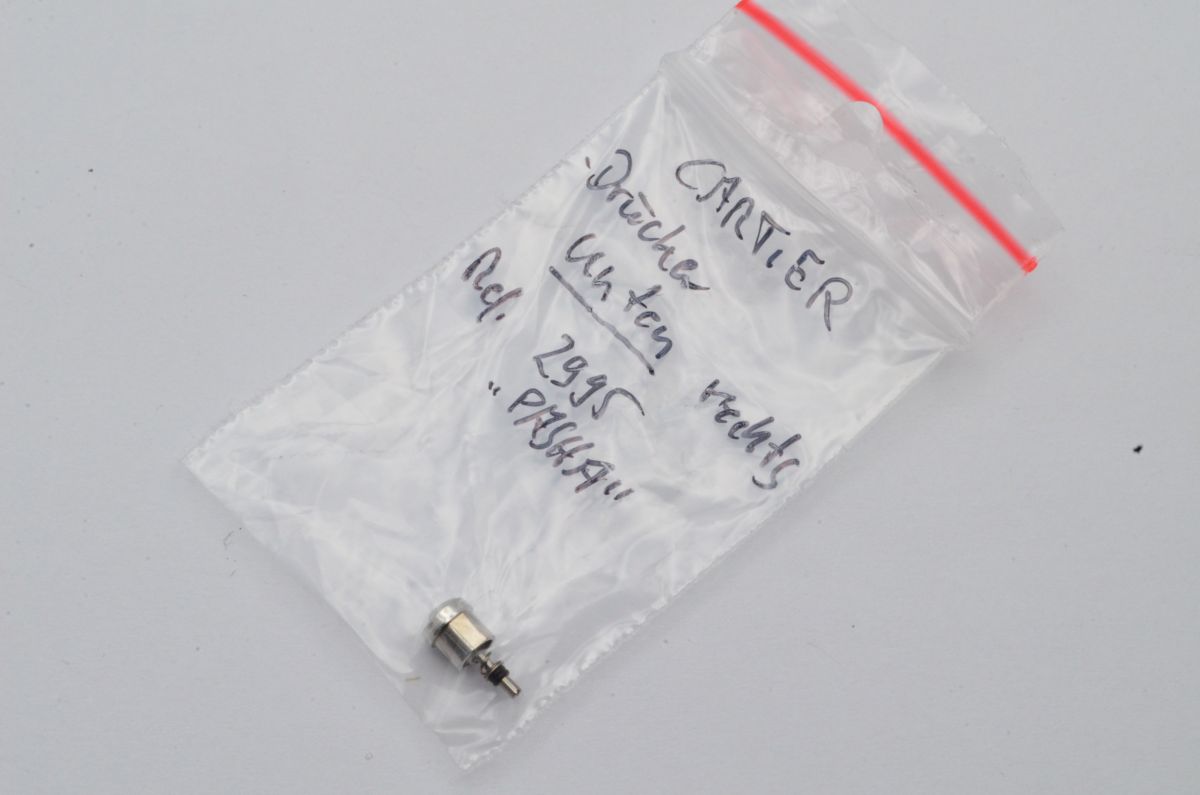 CARTIER
Drücker
unten rechts
Ref. 2995
"PASHA"